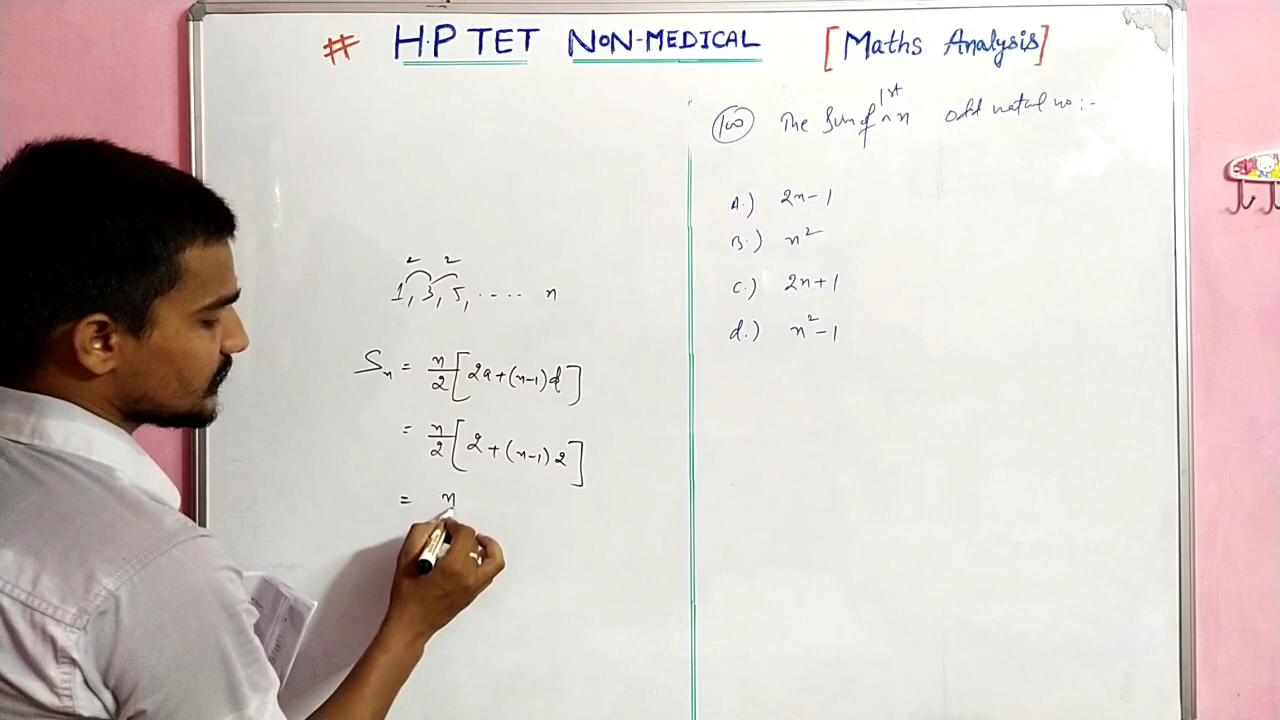 # H.P TET NON-MEDICAL [Maths Analysis]
100 The Sum of 1st n odd natural no :-
A.) 2n-1
B.) n²
C.) 2n+1
d.) n²-1
2 2
1, 3, 5, ..... n
Sn = n/2 [2a+(n-1)d]
= n/2 [2+(n-1)2]
= n